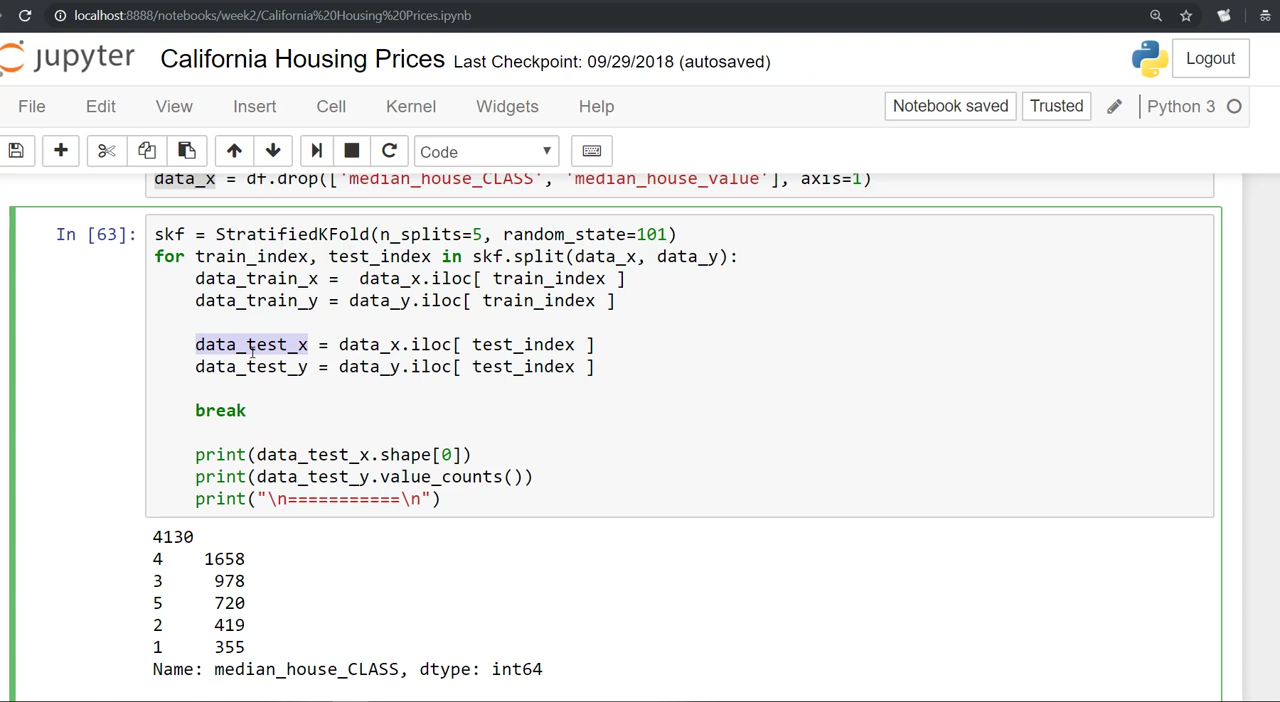 localhost:8888/notebooks/week2/California%20Housing%20Prices.ipynb
jupyter California Housing Prices Last Checkpoint: 09/29/2018 (autosaved) Logout
File Edit View Insert Cell Kernel Widgets Help Notebook saved Trusted Python 3
Code
data_x = df.drop(['median_house_CLASS', 'median_house_value'], axis=1)
In [63]: skf = StratifiedKFold(n_splits=5, random_state=101)
for train_index, test_index in skf.split(data_x, data_y):
data_train_x =  data_x.iloc[ train_index ]
data_train_y = data_y.iloc[ train_index ]
data_test_x = data_x.iloc[ test_index ]
data_test_y = data_y.iloc[ test_index ]
break
print(data_test_x.shape[0])
print(data_test_y.value_counts())
print("\n===========\n")
4130
4    1658
3     978
5     720
2     419
1     355
Name: median_house_CLASS, dtype: int64